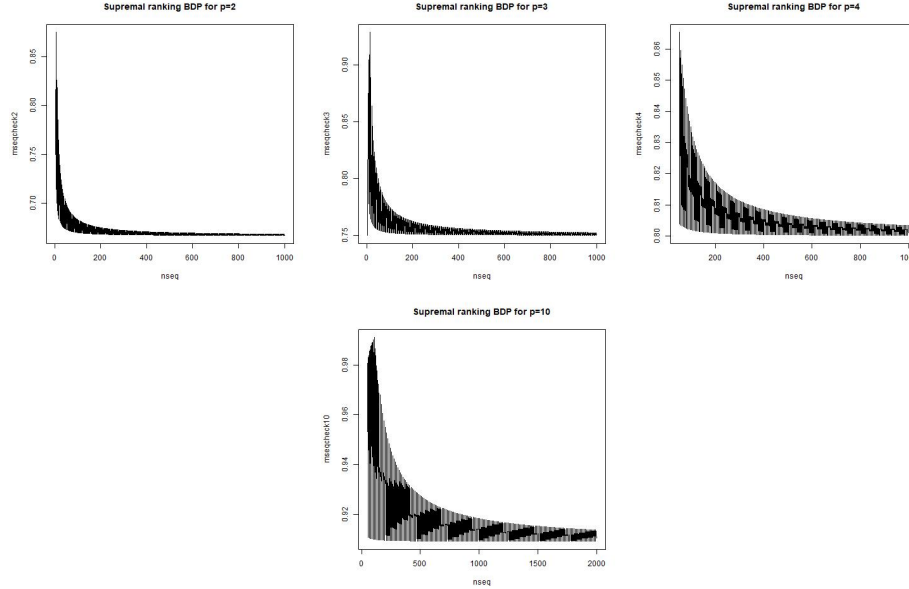 Supremal ranking BDP for p=2
mseqcheck2
0.70 0.75 0.80 0.85
0 200 400 600 800 1000
nseq
Supremal ranking BDP for p=3
mseqcheck3
0.75 0.80 0.85 0.90
0 200 400 600 800 1000
nseq
Supremal ranking BDP for p=4
mseqcheck4
0.80 0.81 0.82 0.83 0.84 0.85 0.86
200 400 600 800
nseq
Supremal ranking BDP for p=10
mseqcheck10
0.92 0.94 0.96 0.98
0 500 1000 1500 2000
nseq